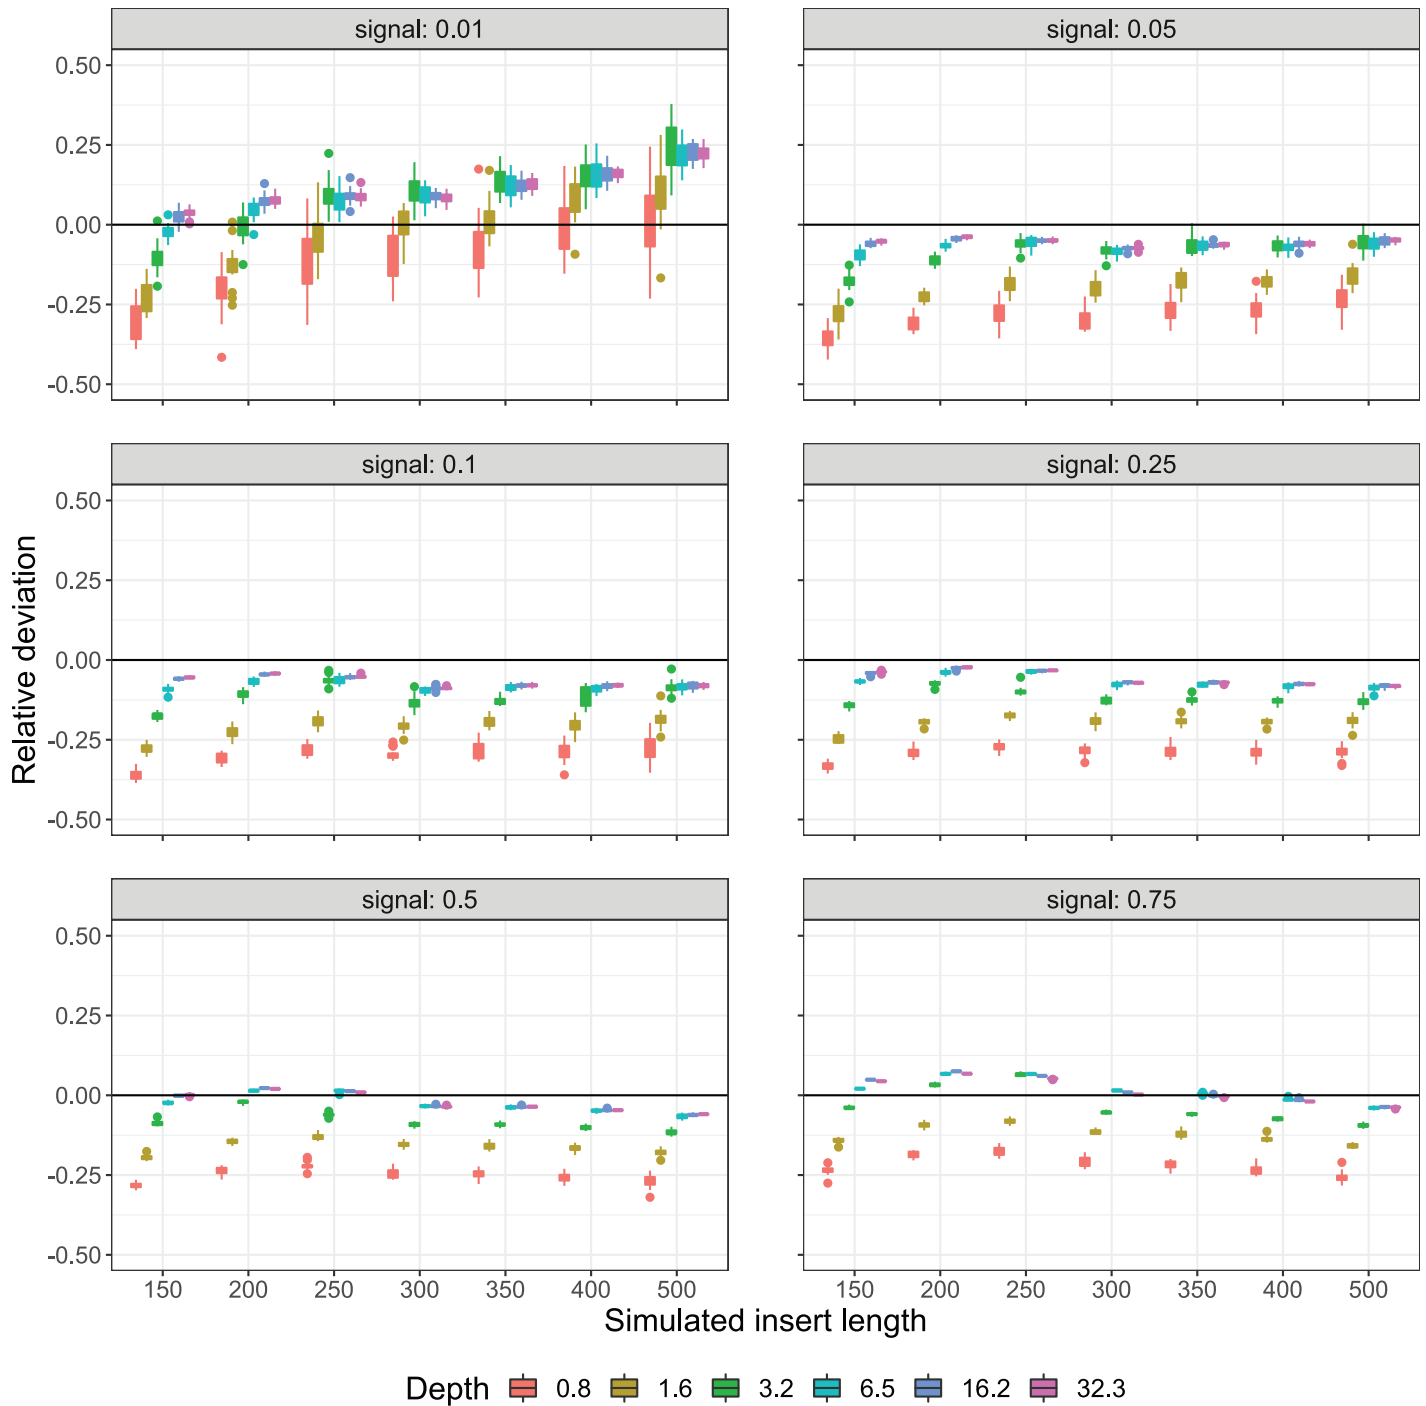 signal: 0.01
signal: 0.05
0.50
0.25
0.00
-0.25
-0.50
signal: 0.1
signal: 0.25
0.50
0.25
0.00
-0.25
-0.50
Relative deviation
signal: 0.5
signal: 0.75
0.50
0.25
0.00
-0.25
-0.50
150 200 250 300 350 400 500
150 200 250 300 350 400 500
Simulated insert length
Depth 0.8 1.6 3.2 6.5 16.2 32.3